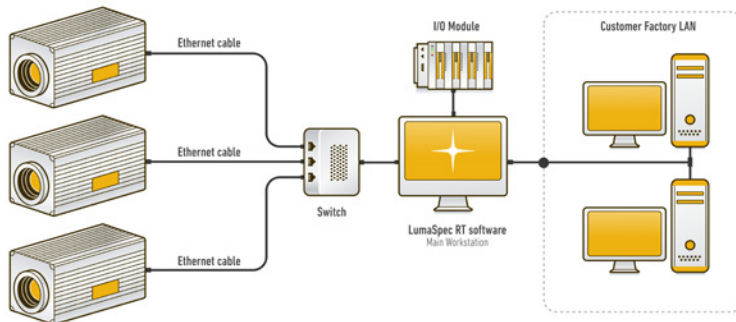 Ethernet cable
Ethernet cable
Ethernet cable
Switch
I/O Module
LumaSpec RT software
Main Workstation
Customer Factory LAN